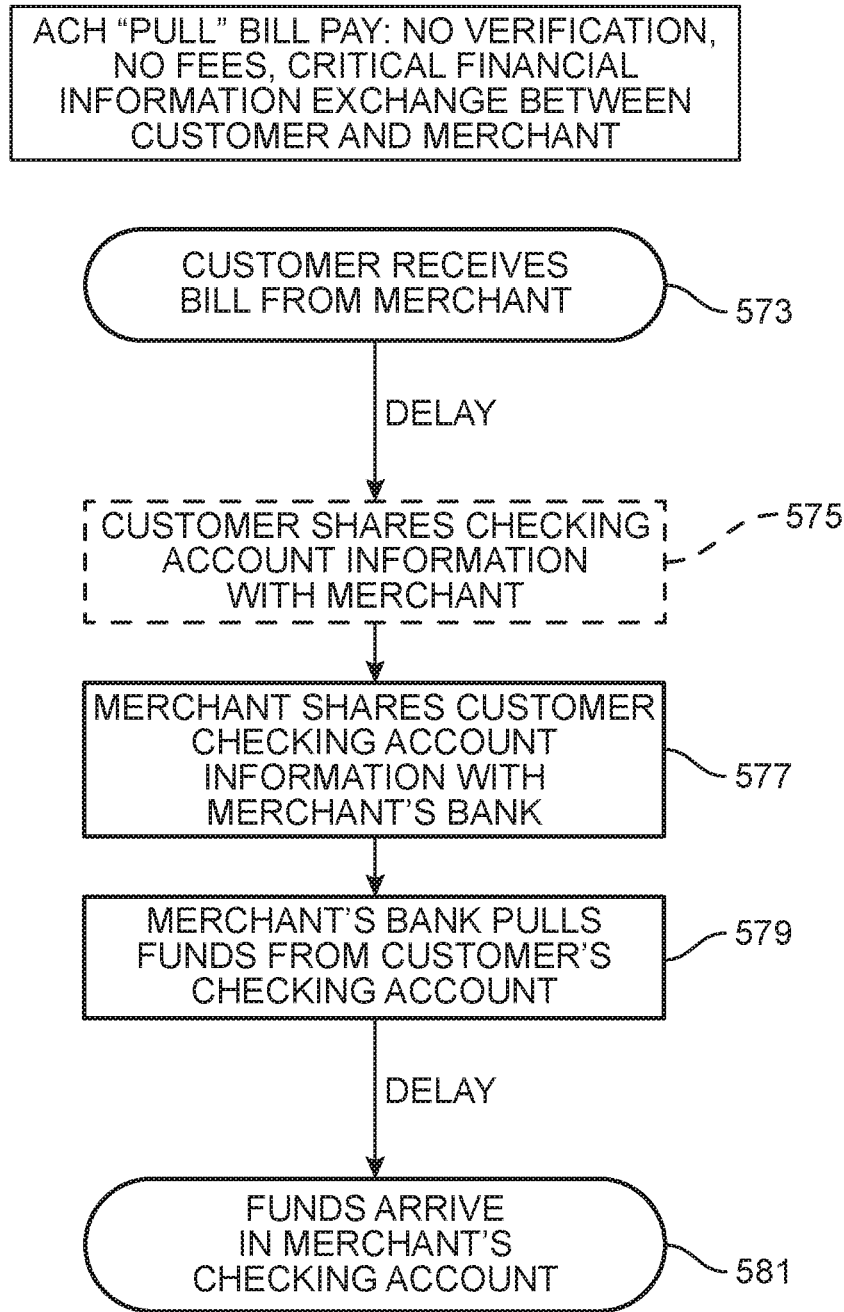 ACH “PULL” BILL PAY: NO VERIFICATION,
NO FEES, CRITICAL FINANCIAL
INFORMATION EXCHANGE BETWEEN
CUSTOMER AND MERCHANT
CUSTOMER RECEIVES
BILL FROM MERCHANT
573
DELAY
CUSTOMER SHARES CHECKING
ACCOUNT INFORMATION
WITH MERCHANT
575
MERCHANT SHARES CUSTOMER
CHECKING ACCOUNT
INFORMATION WITH
MERCHANT’S BANK
577
MERCHANT’S BANK PULLS
FUNDS FROM CUSTOMER’S
CHECKING ACCOUNT
579
DELAY
FUNDS ARRIVE
IN MERCHANT’S
CHECKING ACCOUNT
581